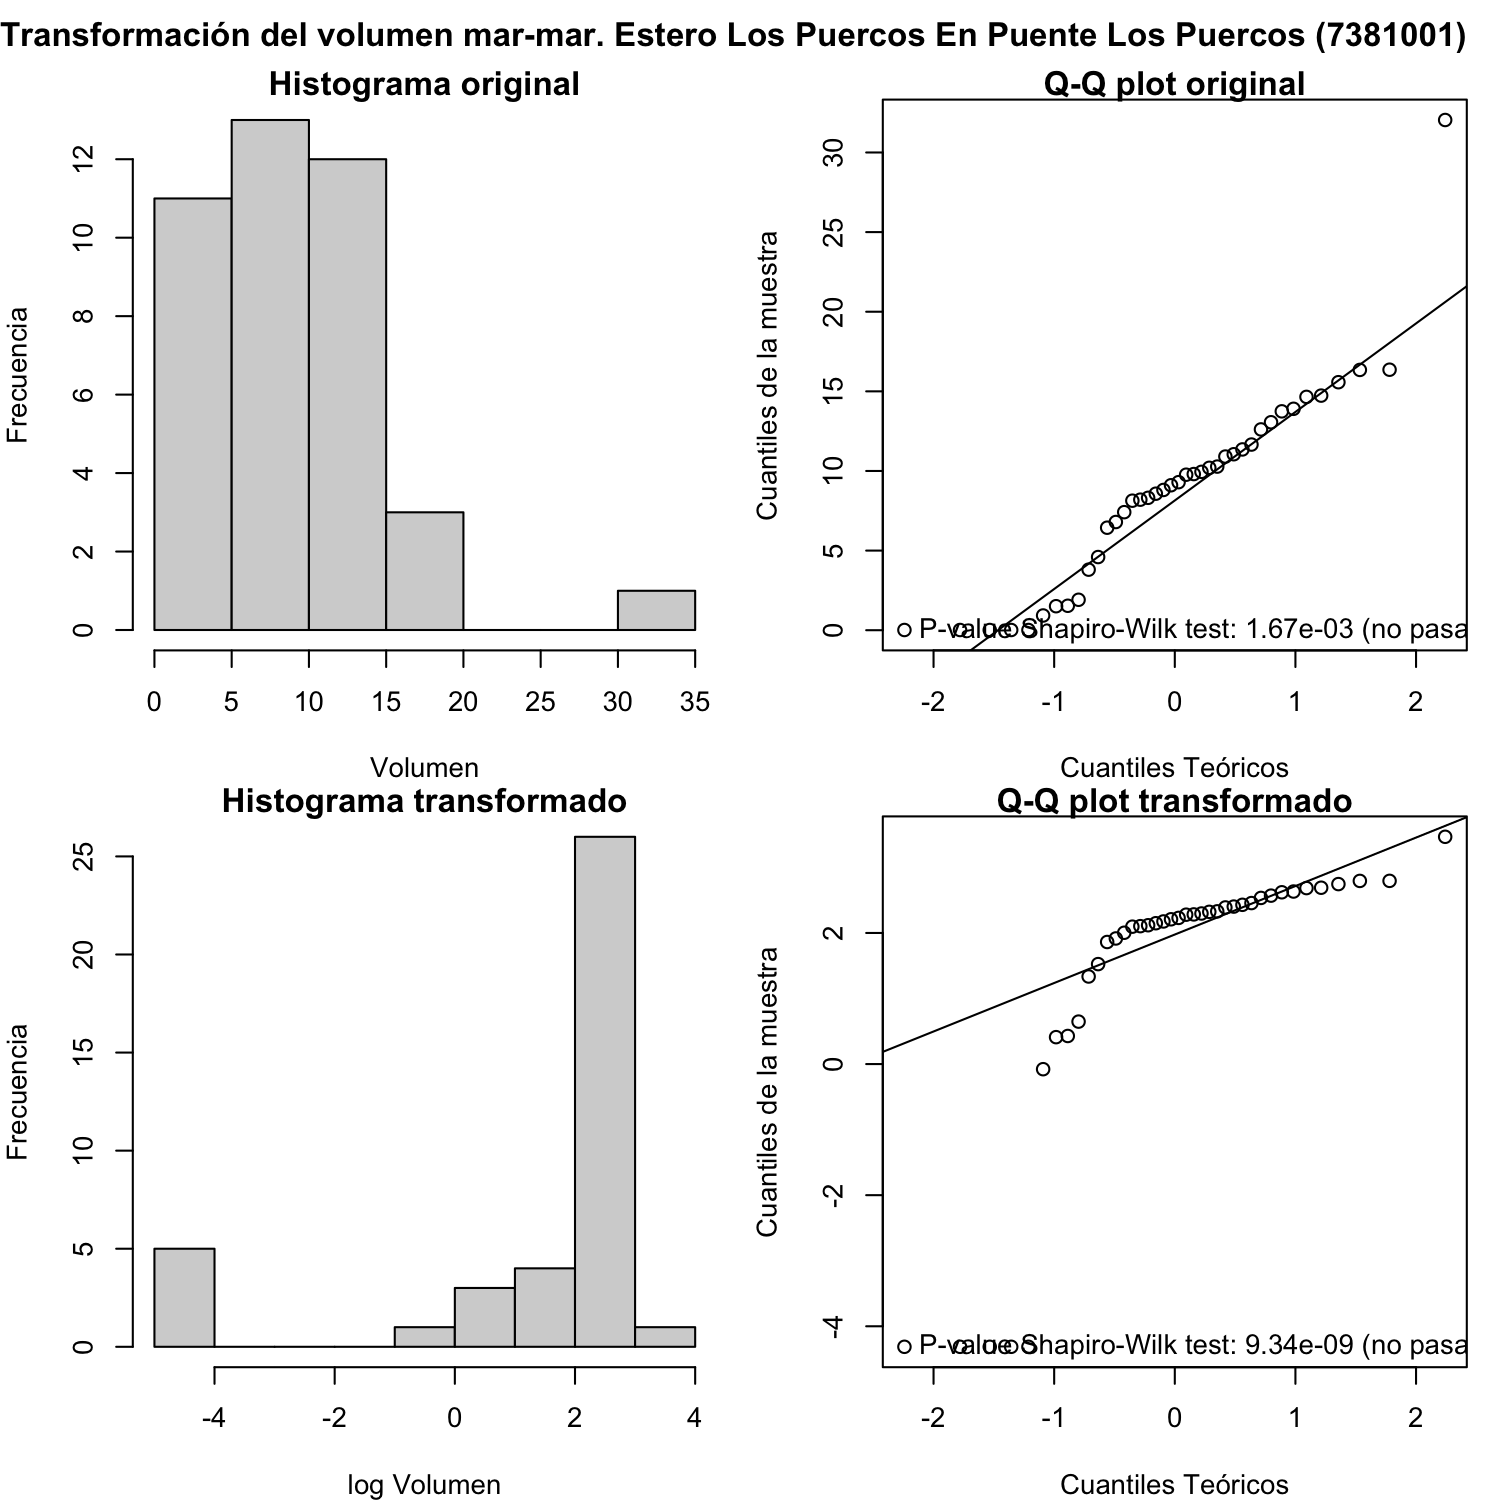 Transformación del volumen mar-mar. Estero Los Puercos En Puente Los Puercos (7381001)
Histograma original
Frecuencia
0 2 4 6 8 10 12
0 5 10 15 20 25 30 35
Volumen
Q-Q plot original
Cuantiles de la muestra
0 5 10 15 20 25 30
P-value Shapiro-Wilk test: 1.67e-03 (no pasa
-2 -1 0 1 2
Cuantiles Teóricos
Histograma transformado
Frecuencia
0 5 10 15 20 25
-4 -2 0 2 4
log Volumen
Q-Q plot transformado
Cuantiles de la muestra
-4 -2 0 2
P-value Shapiro-Wilk test: 9.34e-09 (no pasa
-2 -1 0 1 2
Cuantiles Teóricos